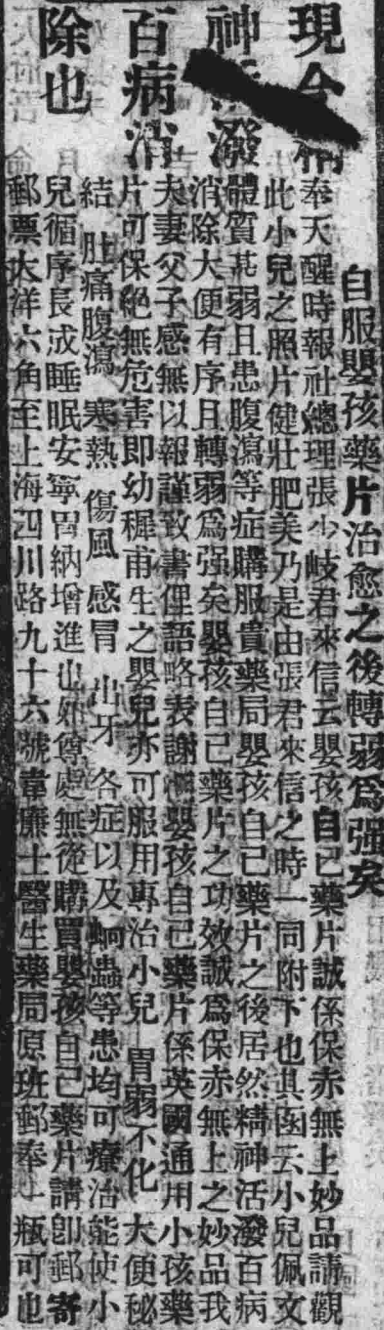 現今精
神活潑
百病消
除也
自服嬰孩藥片治愈之後轉弱爲强矣
奉天醒時報社總理張少岐君來信云嬰孩自己藥片誠係保赤無上妙品請觀
此小兒之照片健壯肥美乃是由張君來信之時一同附下也其函云小兒佩文
體質茌弱且患腹瀉等症購服貴藥局嬰孩自己藥片之後居然精神活潑百病
消除大便有序且轉弱爲强矣嬰孩自己藥片之功效誠爲保赤無上之妙品我
夫妻父子感無以報謹致書俚語略表謝 嬰孩自己藥片係英國通用小孩藥
片可保絕無危害即幼稺甫生之嬰兒亦可服用專治小兒 胃弱不化 大便秘
結 肚痛腹瀉 寒熱 傷風 感冒 出牙 各症以及 蛔蟲等患均可療治能使小
兒循序長成睡眠安寧胃納增進也如尊處無從購買嬰孩自己藥片請卽郵寄
郵票大洋六角至上海四川路九十六號韋廉士醫生藥局原班郵奉一瓶可也